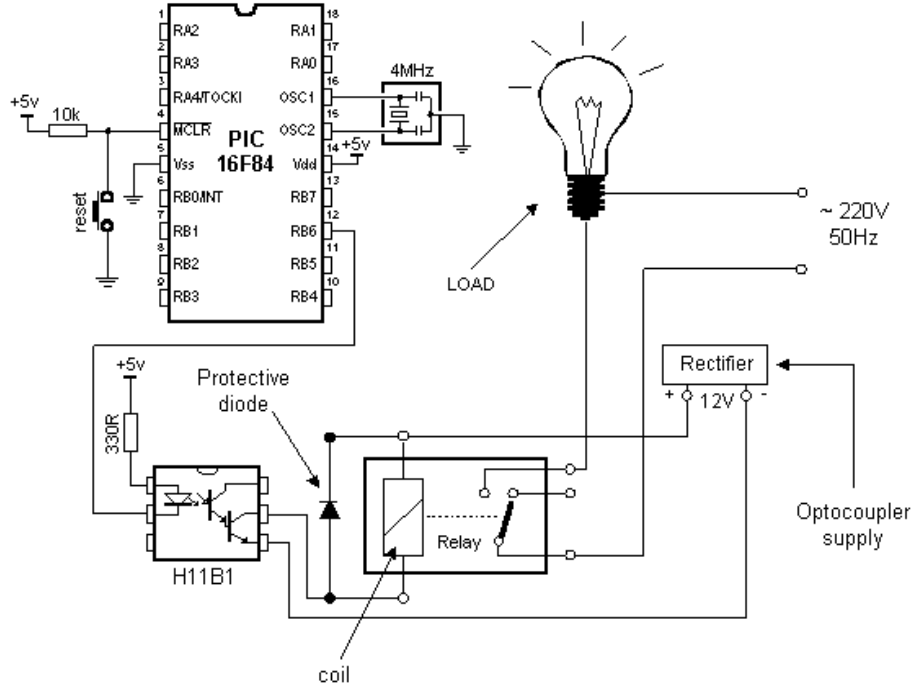 1 RA2
2 RA3
3 RA4/TOCKI
4 MCLR
5 Vss
6 RB0/INT
7 RB1
8 RB2
9 RB3
PIC
16F84
RA1 18
RA0 17
OSC1 16
OSC2 15
Vdd 14
RB7 13
RB6 12
RB5 11
RB4 10
+5v
10k
reset
4MHz
+5v
LOAD
~ 220V
50Hz
+5v
330R
H11B1
Protective
diode
Relay
coil
Rectifier
+ 12V -
Optocoupler
supply